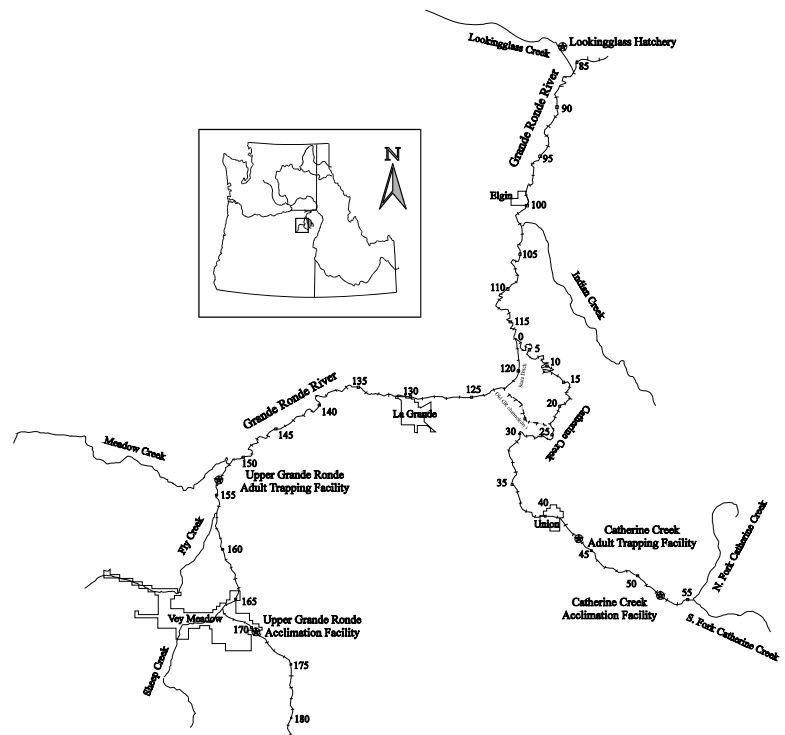 Lookingglass Creek
Lookingglass Hatchery
85
Grande Ronde River
90
95
N
Elgin
100
105
Indian Creek
110
115
0
5
10
120
State Ditch
15
Grande Ronde River
135
130
125
20
140
La Grande
Catherine Creek
145
30
25
Meadow Creek
150
Upper Grande Ronde
Adult Trapping Facility
155
35
40
Union
Fly Creek
Catherine Creek
Adult Trapping Facility
45
N. Fork Catherine Creek
160
50
55
165
Catherine Creek
Acclimation Facility
Vey Meadow
170
Upper Grande Ronde
Acclimation Facility
S. Fork Catherine Creek
Sheep Creek
175
180